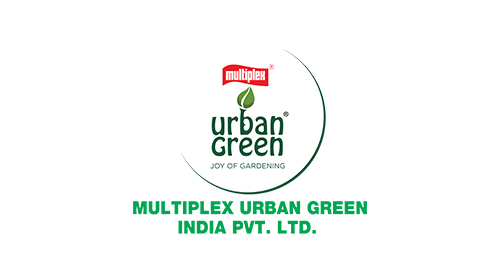 multiplex®
urban®
Green
JOY OF GARDENING
MULTIPLEX URBAN GREEN
INDIA PVT. LTD.